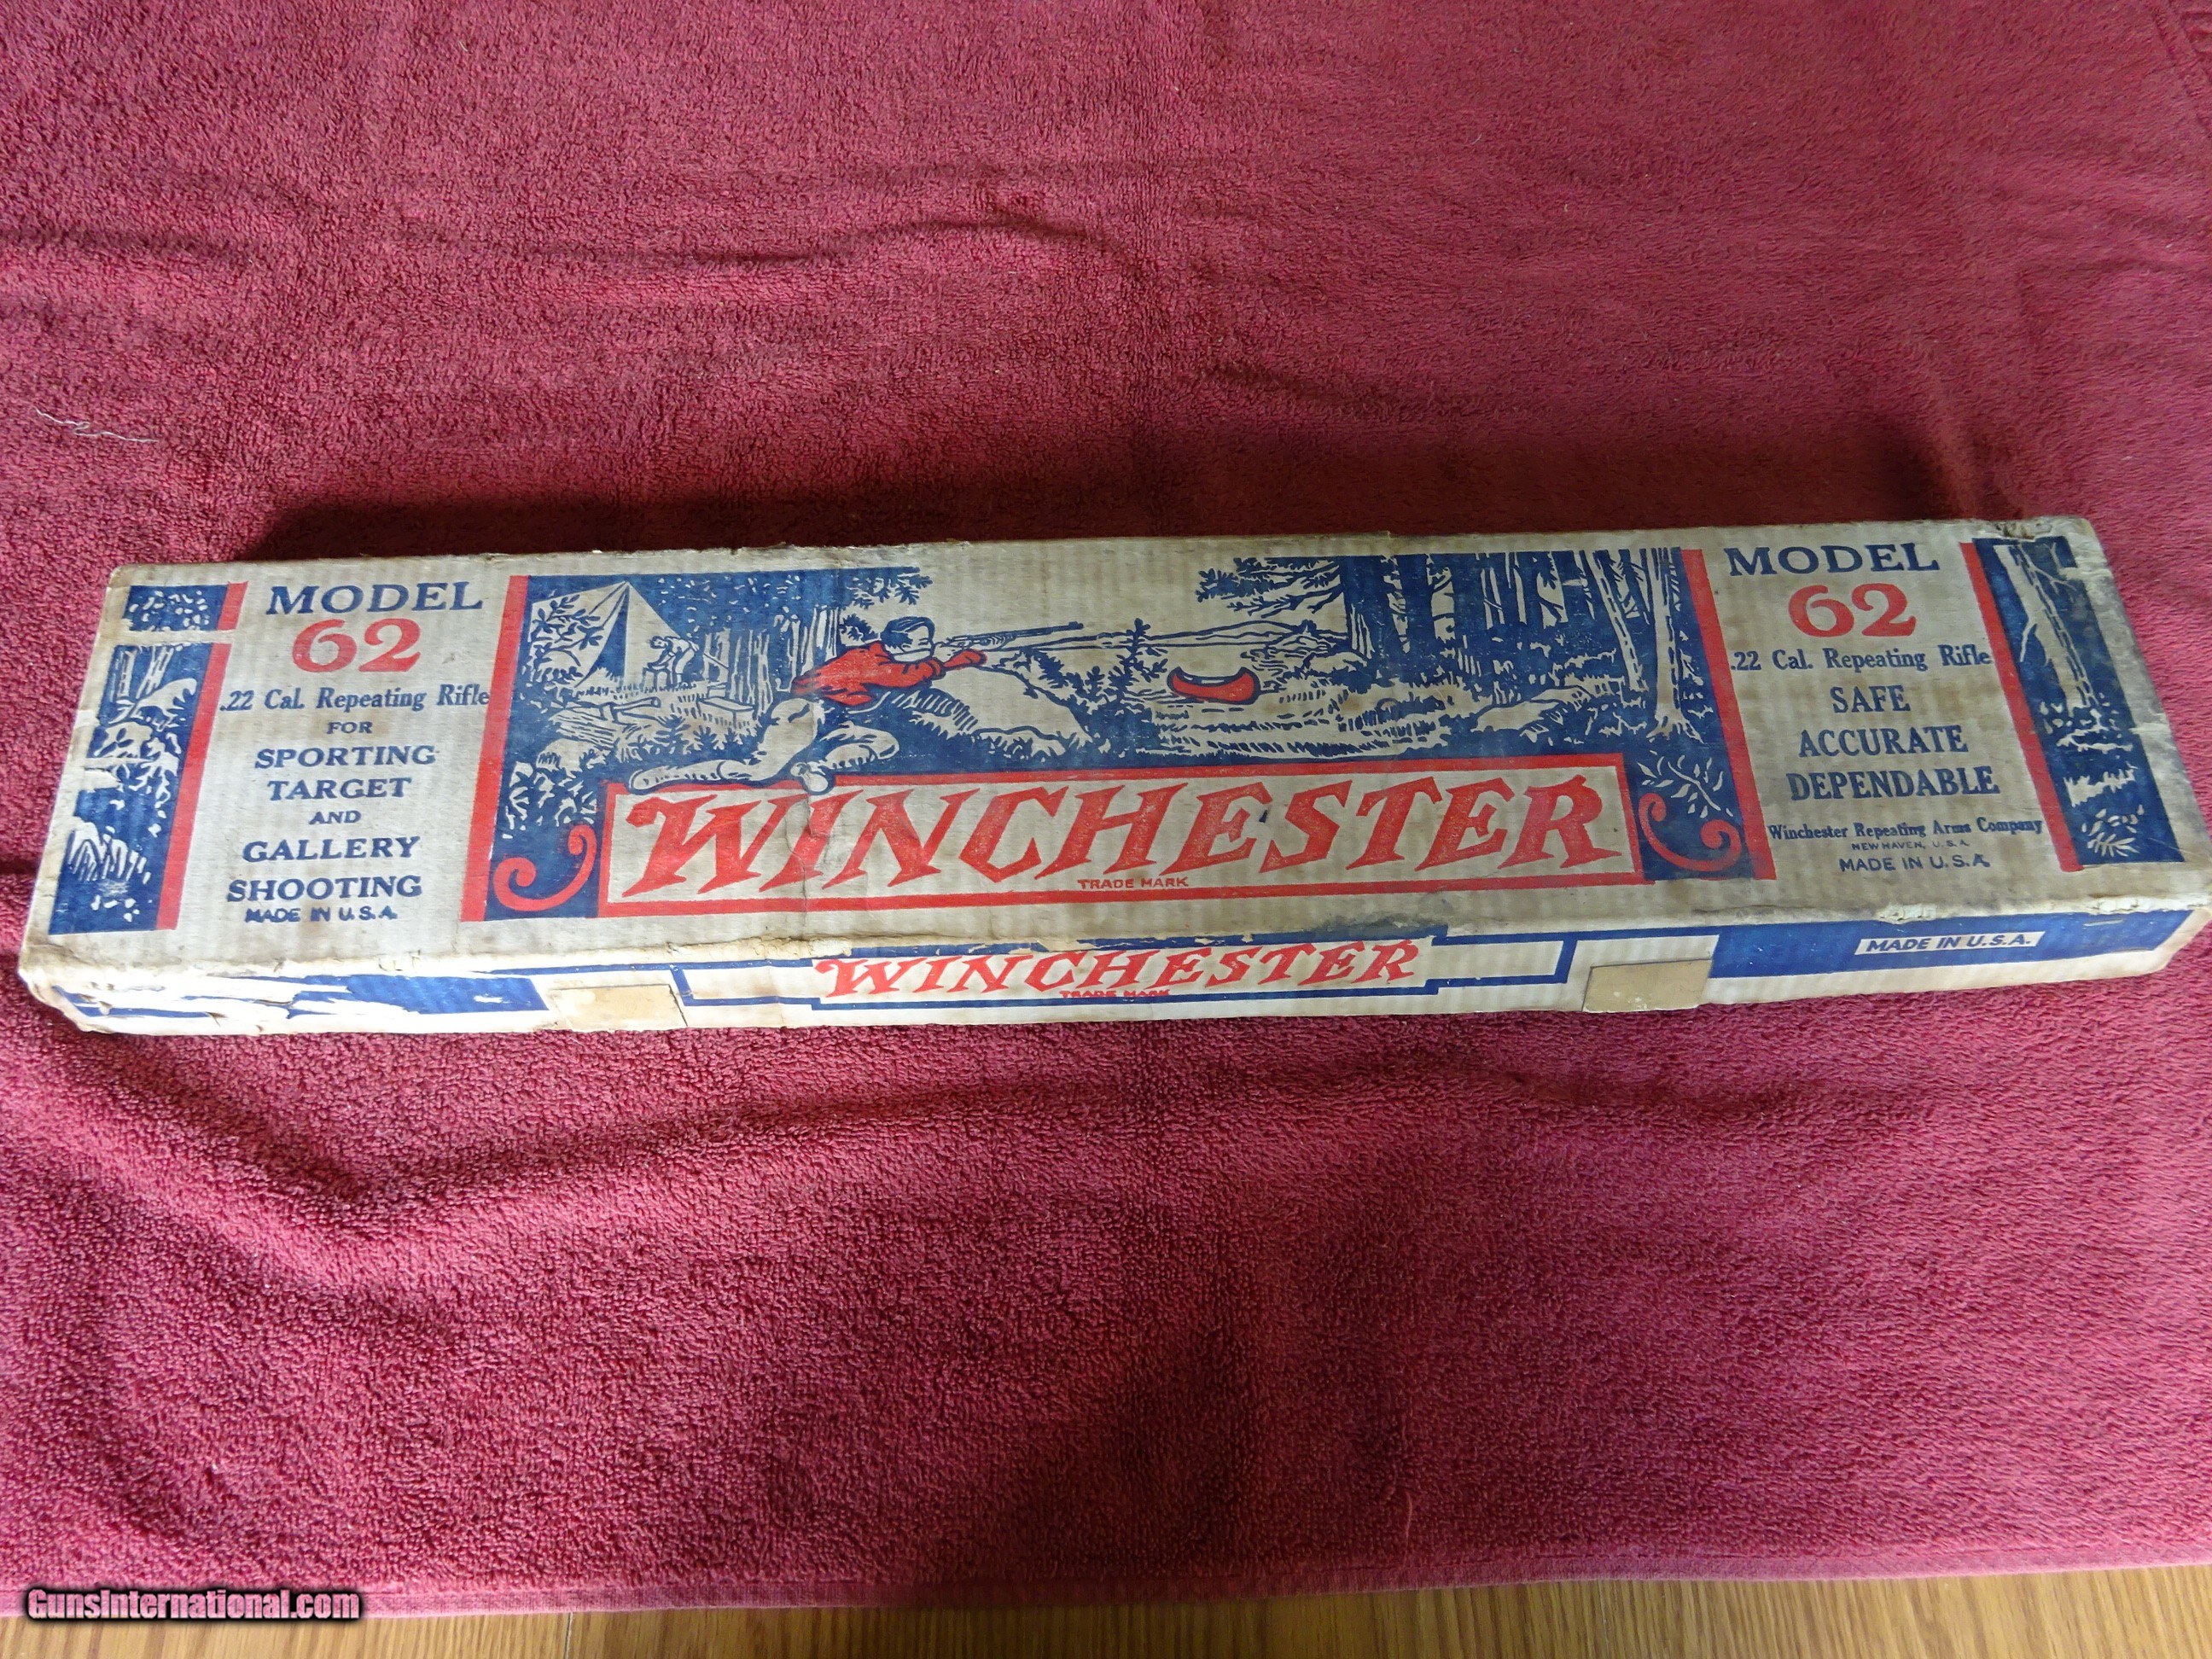 MODEL
62
.22 Cal. Repeating Rifle
FOR
SPORTING
TARGET
AND
GALLERY
SHOOTING
MADE IN U.S.A.
WINCHESTER
TRADE MARK
MODEL
62
.22 Cal. Repeating Rifle
SAFE
ACCURATE
DEPENDABLE
Winchester Repeating Arms Company
NEW HAVEN, U.S.A.
MADE IN U.S.A.
WINCHESTER
TRADE MARK
MADE IN U.S.A.
GunsInternational.com